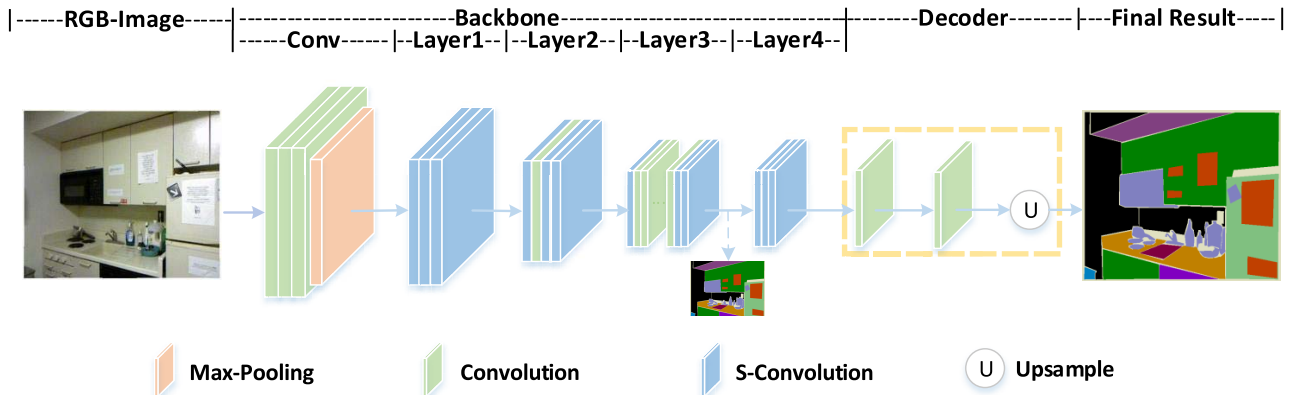 |-----RGB-Image-----|--------------------Backbone--------------------|--------Decoder--------|---Final Result-----|
|------Conv------|--Layer1---|--Layer2---|--Layer3---|--Layer4---|
U
Max-Pooling
Convolution
S-Convolution
U
Upsample